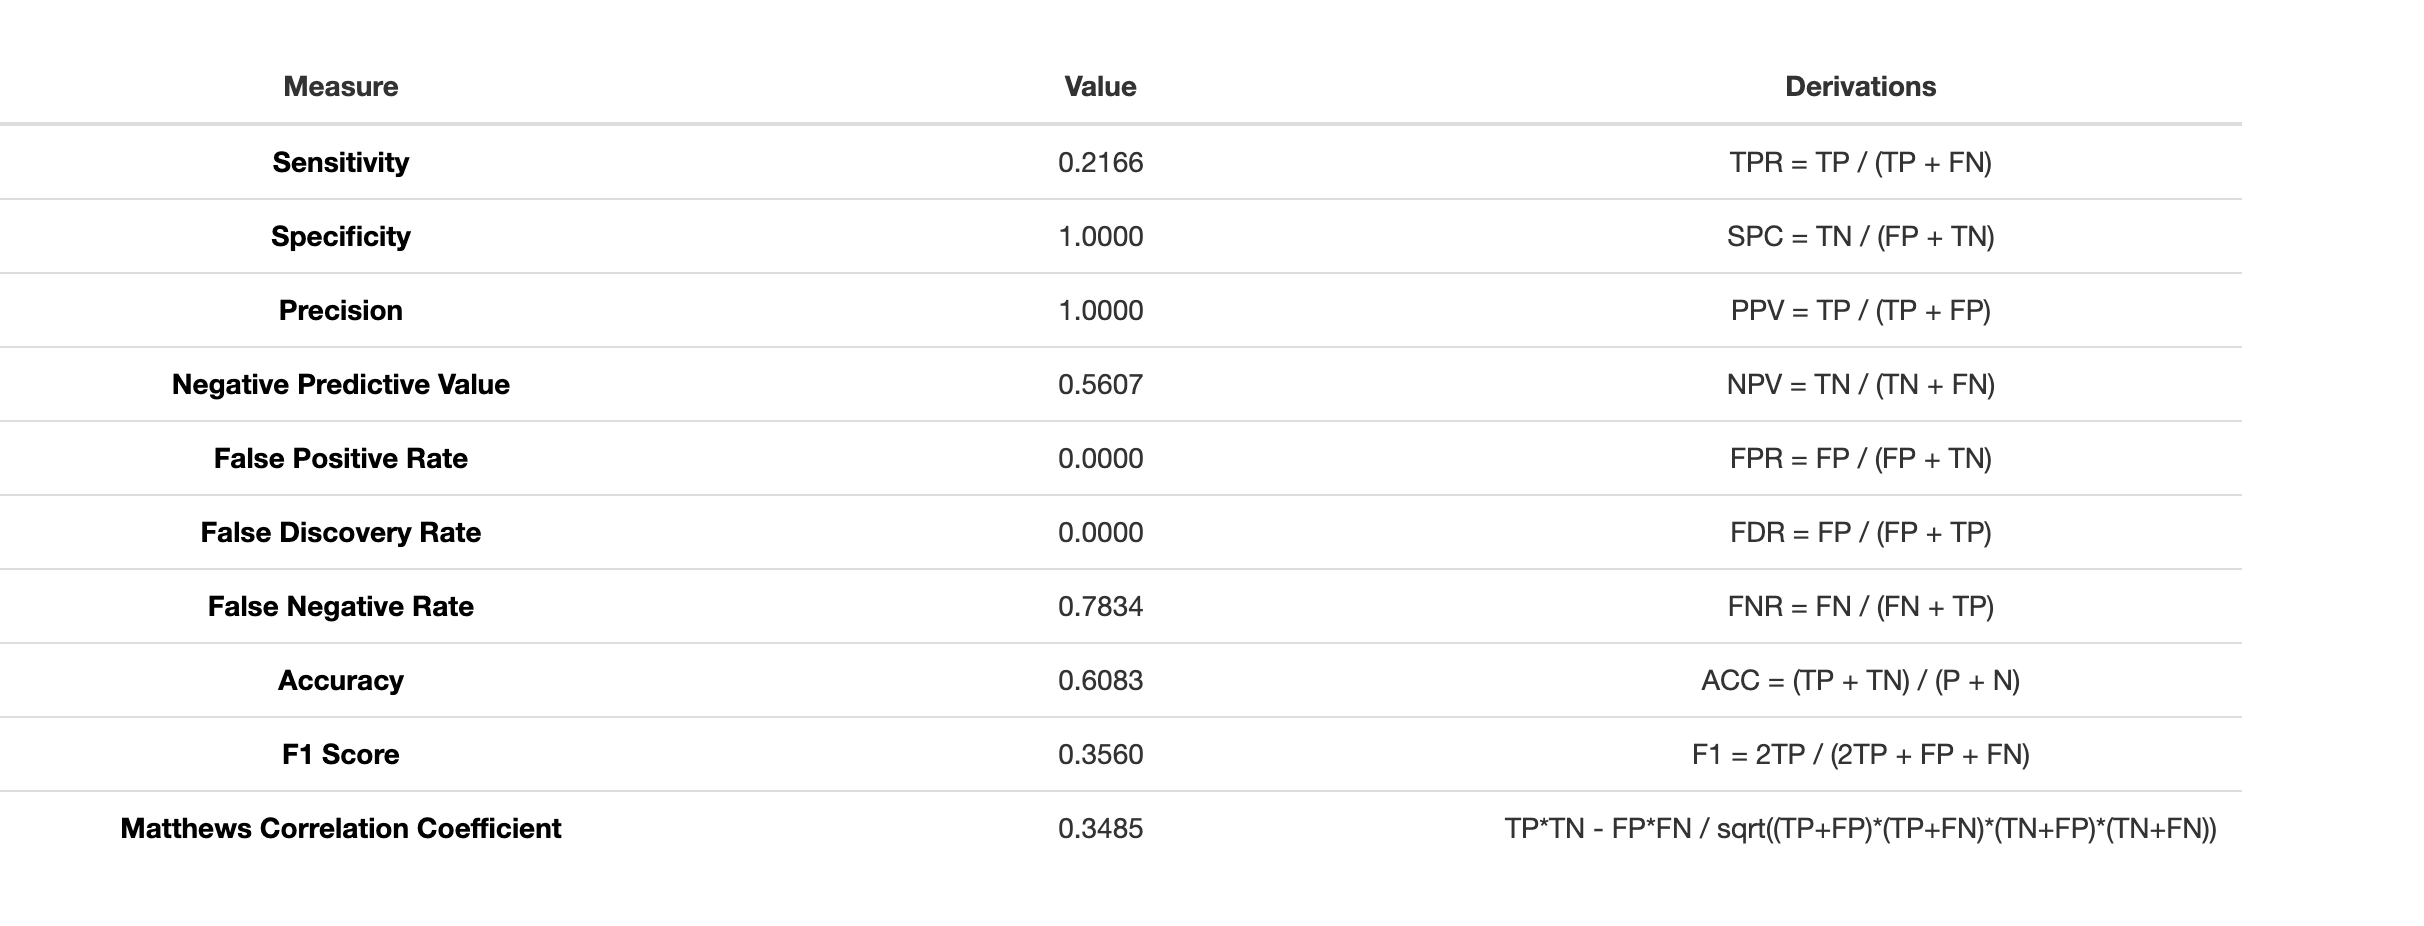 Measure Value Derivations
Sensitivity 0.2166 TPR = TP / (TP + FN)
Specificity 1.0000 SPC = TN / (FP + TN)
Precision 1.0000 PPV = TP / (TP + FP)
Negative Predictive Value 0.5607 NPV = TN / (TN + FN)
False Positive Rate 0.0000 FPR = FP / (FP + TN)
False Discovery Rate 0.0000 FDR = FP / (FP + TP)
False Negative Rate 0.7834 FNR = FN / (FN + TP)
Accuracy 0.6083 ACC = (TP + TN) / (P + N)
F1 Score 0.3560 F1 = 2TP / (2TP + FP + FN)
Matthews Correlation Coefficient 0.3485 TP*TN - FP*FN / sqrt((TP+FP)*(TP+FN)*(TN+FP)*(TN+FN))